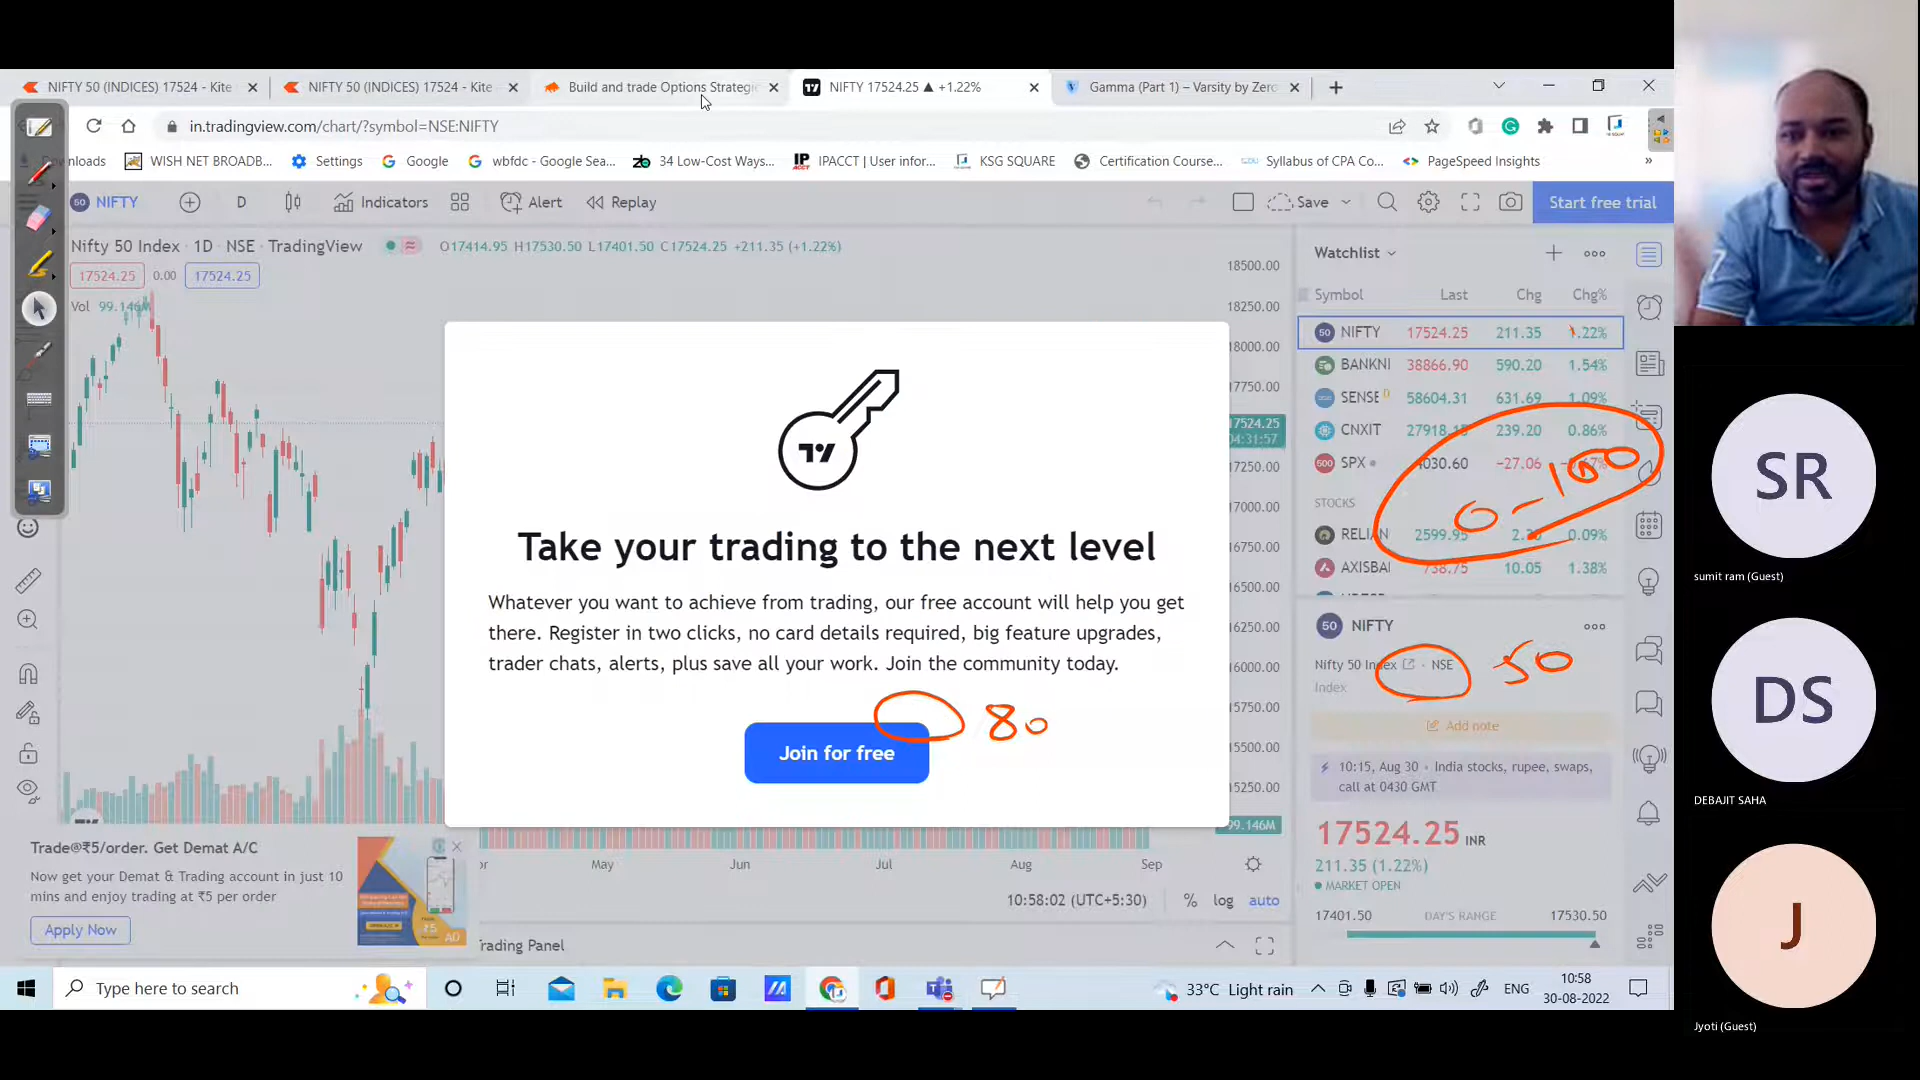 NIFTY 50 (INDICES) 17524 - Kite
NIFTY 50 (INDICES) 17524 - Kite
Build and trade Options Strategi
NIFTY 17524.25 ▲ +1.22%
Gamma (Part 1) – Varsity by Zero
in.tradingview.com/chart/?symbol=NSE:NIFTY
WISH NET BROADB...
Settings
Google
wbfdc - Google Sea...
34 Low-Cost Ways...
IPACCT | User infor...
KSG SQUARE
Certification Course...
Syllabus of CPA Co...
PageSpeed Insights
»
50 NIFTY
D
Indicators
Alert
Replay
Save
Start free trial
Nifty 50 Index · 1D · NSE · TradingView
O17414.95 H17530.50 L17401.50 C17524.25 +211.35 (+1.22%)
17524.25 0.00 17524.25
Vol 99.146M
18500.00
18250.00
18000.00
17750.00
17524.25
04:31:57
17250.00
17000.00
16750.00
16500.00
16250.00
16000.00
15750.00
15500.00
15250.00
99.146M
Take your trading to the next level
Whatever you want to achieve from trading, our free account will help you get
there. Register in two clicks, no card details required, big feature upgrades,
trader chats, alerts, plus save all your work. Join the community today.
80
Join for free
Watchlist
Symbol Last Chg Chg%
50 NIFTY 17524.25 211.35 1.22%
BANKNI 38866.90 590.20 1.54%
SENSE 58604.31 631.69 1.09%
CNXIT 27918.15 239.20 0.86%
500 SPX 4030.60 −27.06
0-100
STOCKS
RELIAN 2599.95 0.09%
AXISBAI 738.75 10.05 1.38%
50 NIFTY
Nifty 50 Index · NSE
50
Index
Add note
10:15, Aug 30 · India stocks, rupee, swaps,
call at 0430 GMT
17524.25 INR
211.35 (1.22%)
MARKET OPEN
17401.50 DAY'S RANGE 17530.50
Trade@₹5/order. Get Demat A/C
Now get your Demat & Trading account in just 10
mins and enjoy trading at ₹5 per order
Apply Now
AD
May Jun Jul Aug Sep
10:58:02 (UTC+5:30) % log auto
Trading Panel
Type here to search
33°C Light rain
ENG
10:58
30-08-2022
SR
sumit ram (Guest)
DS
DEBAJIT SAHA
J
Jyoti (Guest)